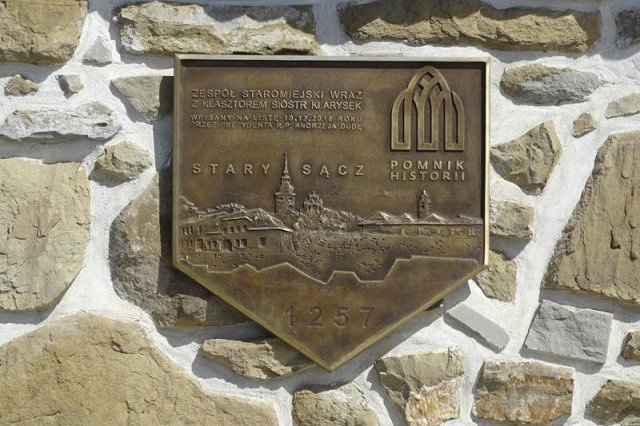 ZESPÓŁ STAROMIEJSKI WRAZ
Z KLASZTOREM SIÓSTR KLARYSEK
WPISANY NA LISTĘ 10.12.2018 ROKU
PRZEZ PREZYDENTA R.P. ANDRZEJA DUDĘ
STARY SĄCZ
POMNIK
HISTORII
1257